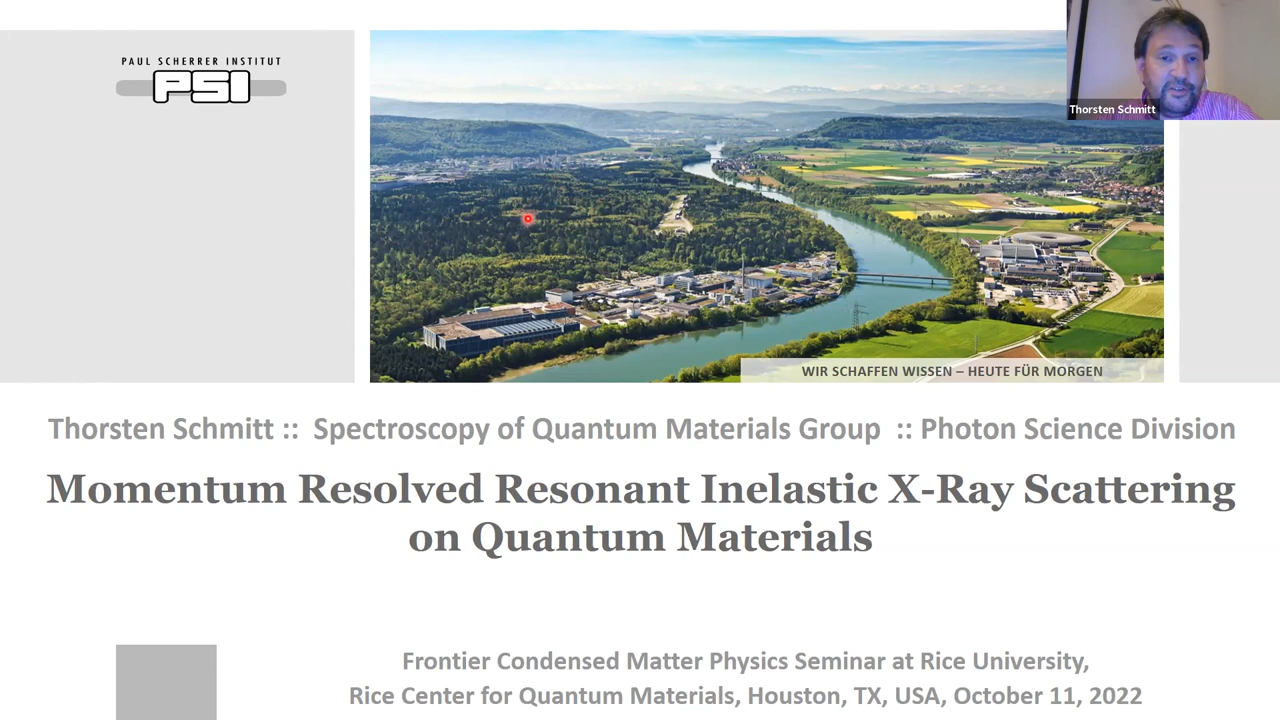 PAUL SCHERRER INSTITUT
PSI
Thorsten Schmitt
WIR SCHAFFEN WISSEN – HEUTE FÜR MORGEN
Thorsten Schmitt :: Spectroscopy of Quantum Materials Group :: Photon Science Division
Momentum Resolved Resonant Inelastic X-Ray Scattering
on Quantum Materials
Frontier Condensed Matter Physics Seminar at Rice University,
Rice Center for Quantum Materials, Houston, TX, USA, October 11, 2022